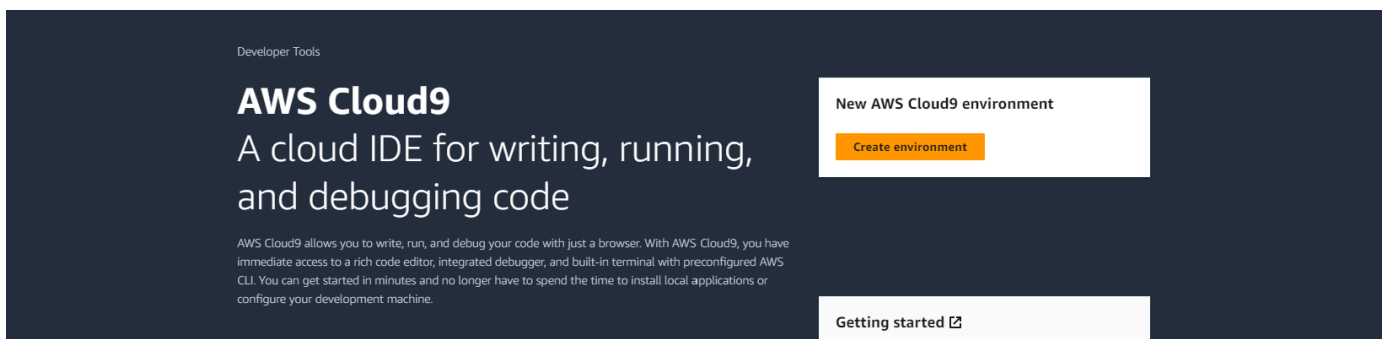 Developer Tools
AWS Cloud9
A cloud IDE for writing, running,
and debugging code
AWS Cloud9 allows you to write, run, and debug your code with just a browser. With AWS Cloud9, you have
immediate access to a rich code editor, integrated debugger, and built-in terminal with preconfigured AWS
CLI. You can get started in minutes and no longer have to spend the time to install local applications or
configure your development machine.
New AWS Cloud9 environment
Create environment
Getting started